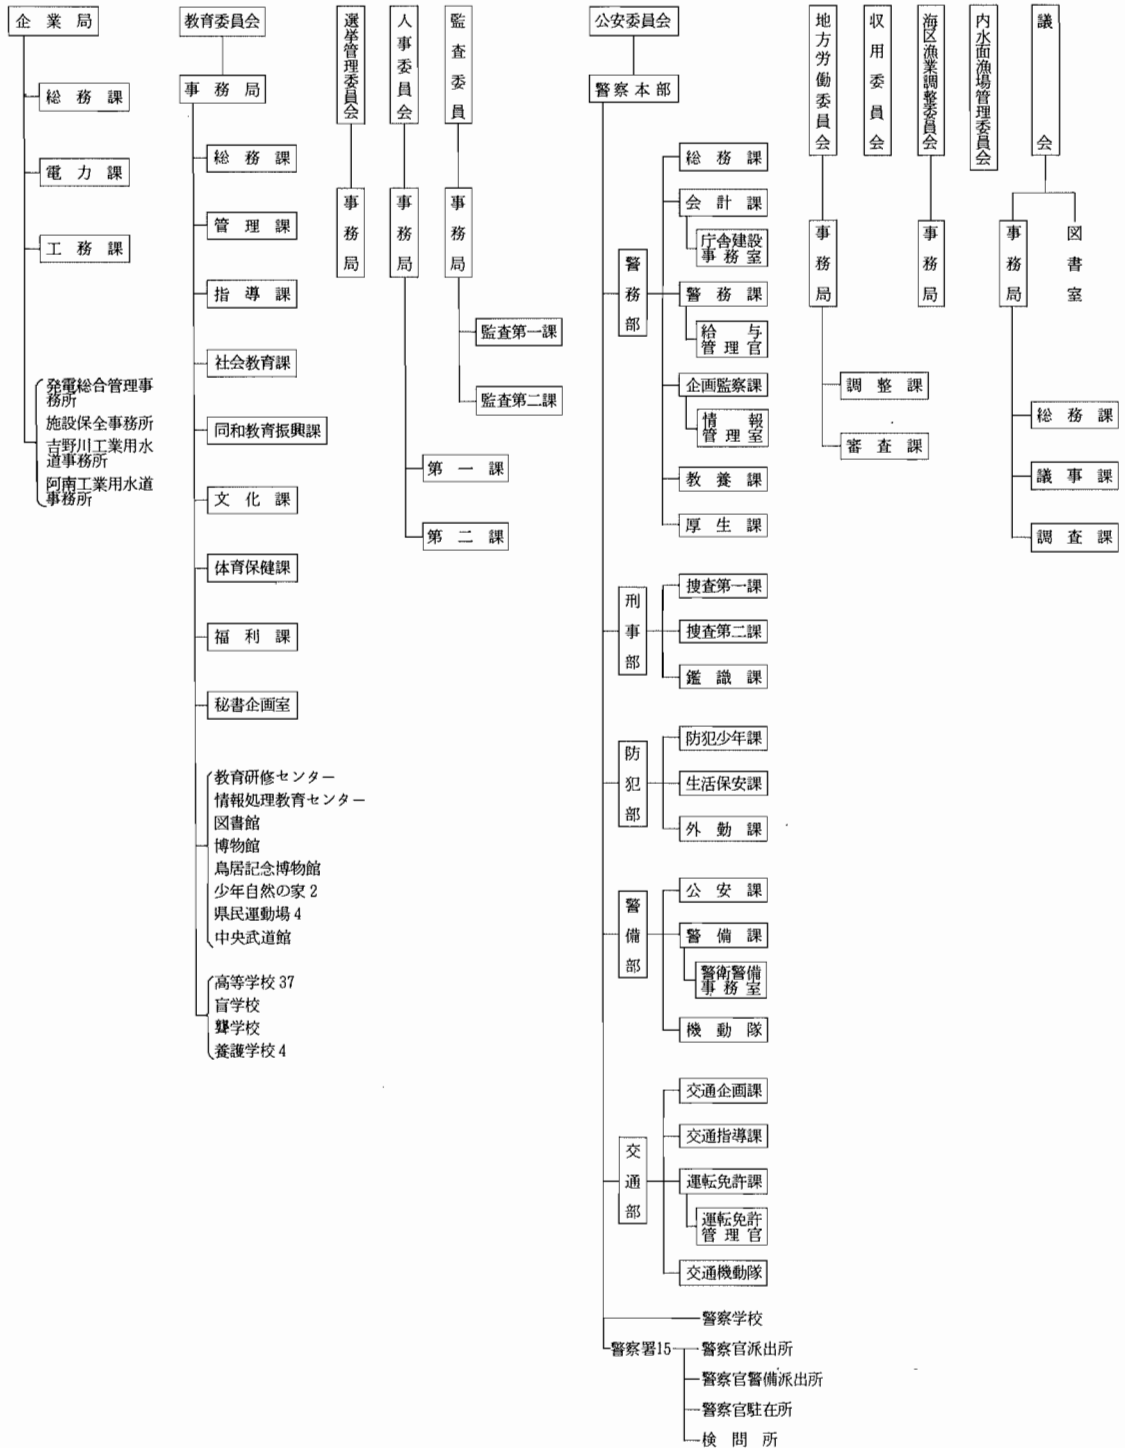 企業局
総務課
電力課
工務課
発電総合管理事
務所
施設保全事務所
吉野川工業用水
道事務所
阿南工業用水道
事務所
教育委員会
事務局
総務課
管理課
指導課
社会教育課
同和教育振興課
文化課
体育保健課
福利課
秘書企画室
教育研修センター
情報処理教育センター
図書館
博物館
鳥居記念博物館
少年自然の家2
県民運動場4
中央武道館
高等学校37
盲学校
聾学校
養護学校4
選挙管理委員会
事務局
人事委員会
事務局
第一課
第二課
監査委員
事務局
監査第一課
監査第二課
公安委員会
警察本部
警務部
総務課
会計課
庁舎建設
事務室
警務課
給与
管理官
企画監察課
情報
管理室
教養課
厚生課
刑事部
捜査第一課
捜査第二課
鑑識課
防犯部
防犯少年課
生活保安課
外勤課
警備部
公安課
警備課
警衛警備
事務室
機動隊
交通部
交通企画課
交通指導課
運転免許課
運転免許
管理官
交通機動隊
警察学校
警察署15
警察官派出所
警察官警備派出所
警察官駐在所
検問所
地方労働委員会
事務局
調整課
審査課
収用委員会
海区漁業調整委員会
事務局
内水面漁場管理委員会
議会
事務局
図書室
総務課
議事課
調査課